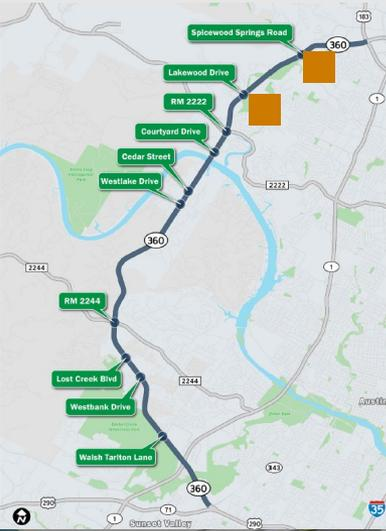 183
Spicewood Springs Road
360
Lakewood Drive
1
RM 2222
Courtyard Drive
Cedar Street
Westlake Drive
2222
360
2244
1
RM 2244
Lost Creek Blvd
2244
Westbank Drive
Austin
Walsh Tarlton Lane
343
360
290
71
35
1
Sunset Valley
290